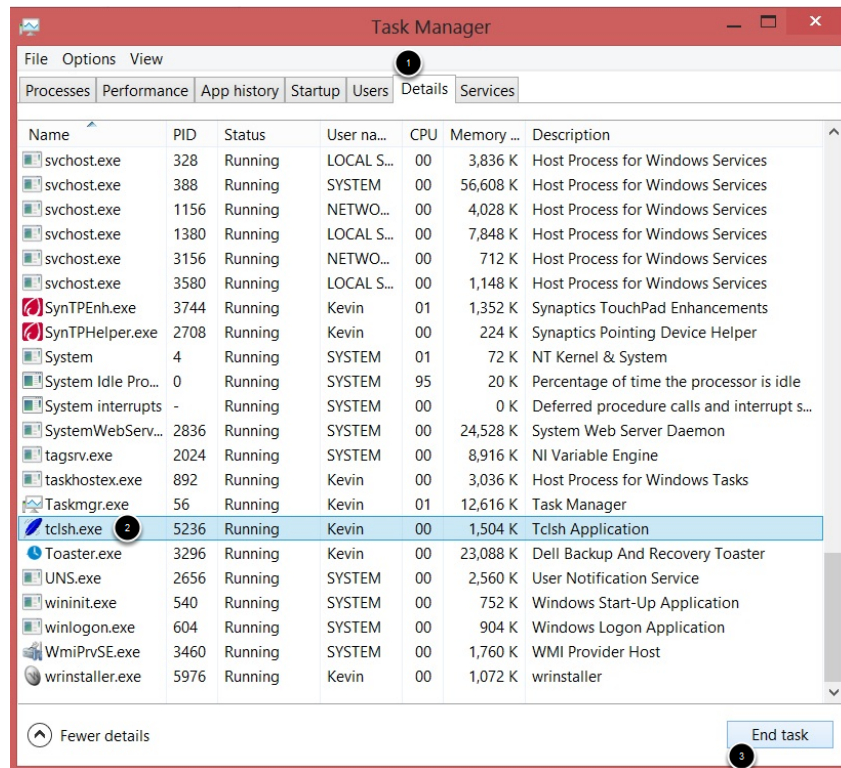 Task Manager
File Options View
1
Processes Performance App history Startup Users Details Services
Name PID Status User na... CPU Memory ... Description
svchost.exe 328 Running LOCAL S... 00 3,836 K Host Process for Windows Services
svchost.exe 388 Running SYSTEM 00 56,608 K Host Process for Windows Services
svchost.exe 1156 Running NETWO... 00 4,028 K Host Process for Windows Services
svchost.exe 1380 Running LOCAL S... 00 7,848 K Host Process for Windows Services
svchost.exe 3156 Running NETWO... 00 712 K Host Process for Windows Services
svchost.exe 3580 Running LOCAL S... 00 1,148 K Host Process for Windows Services
SynTPEnh.exe 3744 Running Kevin 01 1,352 K Synaptics TouchPad Enhancements
SynTPHelper.exe 2708 Running Kevin 00 224 K Synaptics Pointing Device Helper
System 4 Running SYSTEM 01 72 K NT Kernel & System
System Idle Pro... 0 Running SYSTEM 95 20 K Percentage of time the processor is idle
System interrupts - Running SYSTEM 00 0 K Deferred procedure calls and interrupt s...
SystemWebServ... 2836 Running SYSTEM 00 24,528 K System Web Server Daemon
tagsrv.exe 2024 Running SYSTEM 00 8,916 K NI Variable Engine
taskhostex.exe 892 Running Kevin 00 3,036 K Host Process for Windows Tasks
Taskmgr.exe 56 Running Kevin 01 12,616 K Task Manager
tclsh.exe 2 5236 Running Kevin 00 1,504 K Tclsh Application
Toaster.exe 3296 Running Kevin 00 23,088 K Dell Backup And Recovery Toaster
UNS.exe 2656 Running SYSTEM 00 2,560 K User Notification Service
wininit.exe 540 Running SYSTEM 00 752 K Windows Start-Up Application
winlogon.exe 604 Running SYSTEM 00 904 K Windows Logon Application
WmiPrvSE.exe 3460 Running SYSTEM 00 1,760 K WMI Provider Host
wrinstaller.exe 5976 Running Kevin 00 1,072 K wrinstaller
Fewer details End task
3